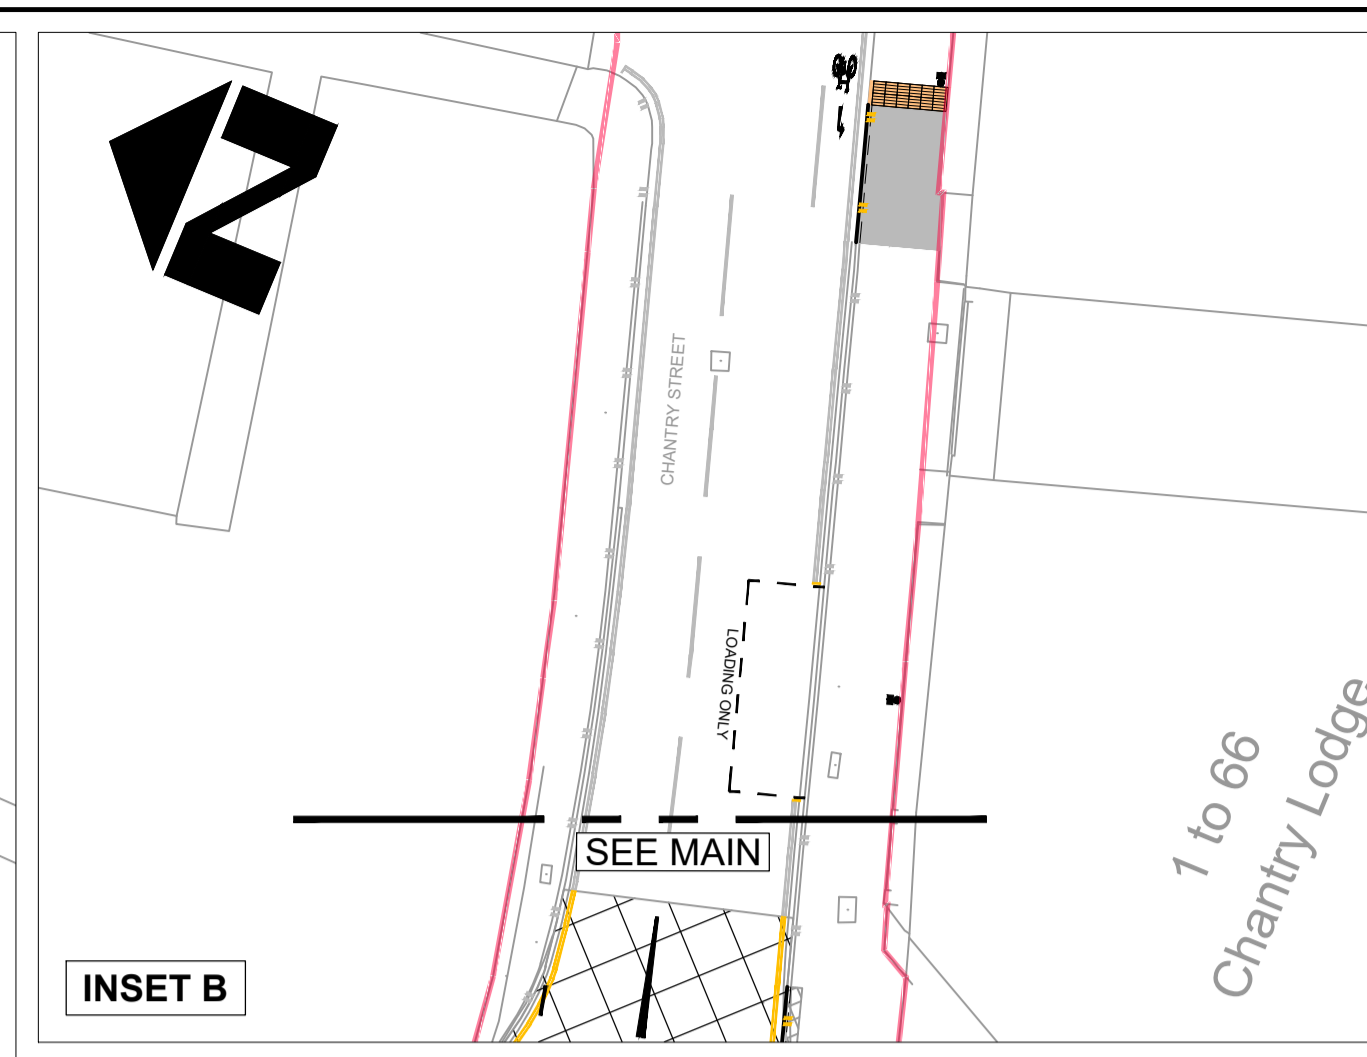 CHANTRY STREET
LOADING ONLY
SEE MAIN
1 to 66
Chantry Lodge
INSET B